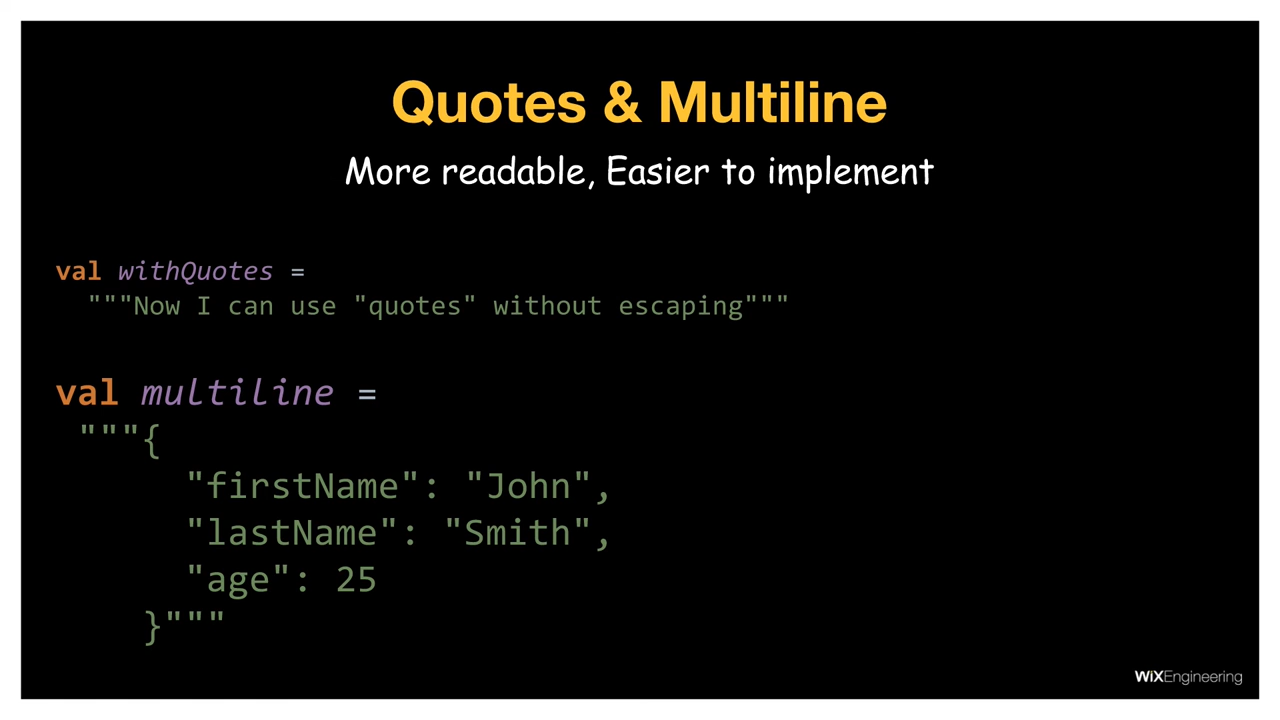 Quotes & Multiline
More readable, Easier to implement
val withQuotes =
"""Now I can use "quotes" without escaping"""
val multiline =
"""{
"firstName": "John",
"lastName": "Smith",
"age": 25
}"""
WiXEngineering